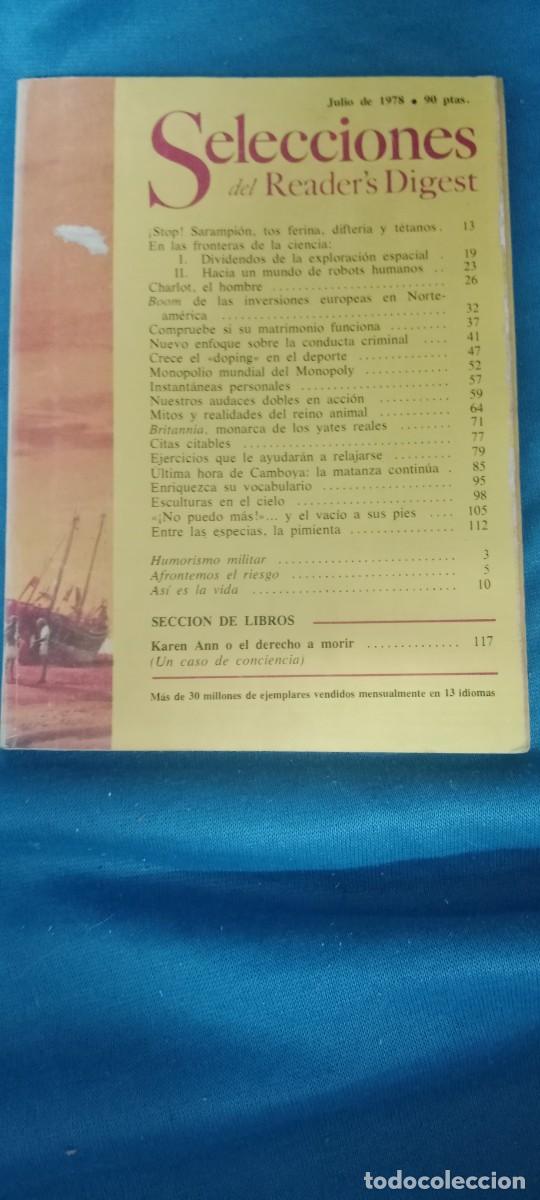 Julio de 1978 • 90 ptas.
Selecciones
del Reader's Digest
¡Stop! Sarampión, tos ferina, difteria y tétanos. 13
En las fronteras de la ciencia:
I. Dividendos de la exploración espacial . 19
II. Hacia un mundo de robots humanos .. 23
Charlot, el hombre .......................... 26
Boom de las inversiones europeas en Norte-
américa .................................. 32
Compruebe si su matrimonio funciona ......... 37
Nuevo enfoque sobre la conducta criminal .... 41
Crece el «doping» en el deporte .............. 47
Monopolio mundial del Monopoly ............. 52
Instantáneas personales ...................... 57
Nuestros audaces dobles en acción ........... 59
Mitos y realidades del reino animal .......... 64
Britannia, monarca de los yates reales ....... 71
Citas citables ............................... 77
Ejercicios que le ayudarán a relajarse ........ 79
Ultima hora de Camboya: la matanza continúa . 85
Enriquezca su vocabulario .................... 95
Esculturas en el cielo ....................... 98
«¡No puedo más!»... y el vacío a sus pies .... 105
Entre las especias, la pimienta .............. 112
Humorismo militar .......................... 3
Afrontemos el riesgo ........................ 5
Así es la vida .............................. 10
SECCION DE LIBROS
Karen Ann o el derecho a morir .............. 117
(Un caso de conciencia)
Más de 30 millones de ejemplares vendidos mensualmente en 13 idiomas
todocoleccion